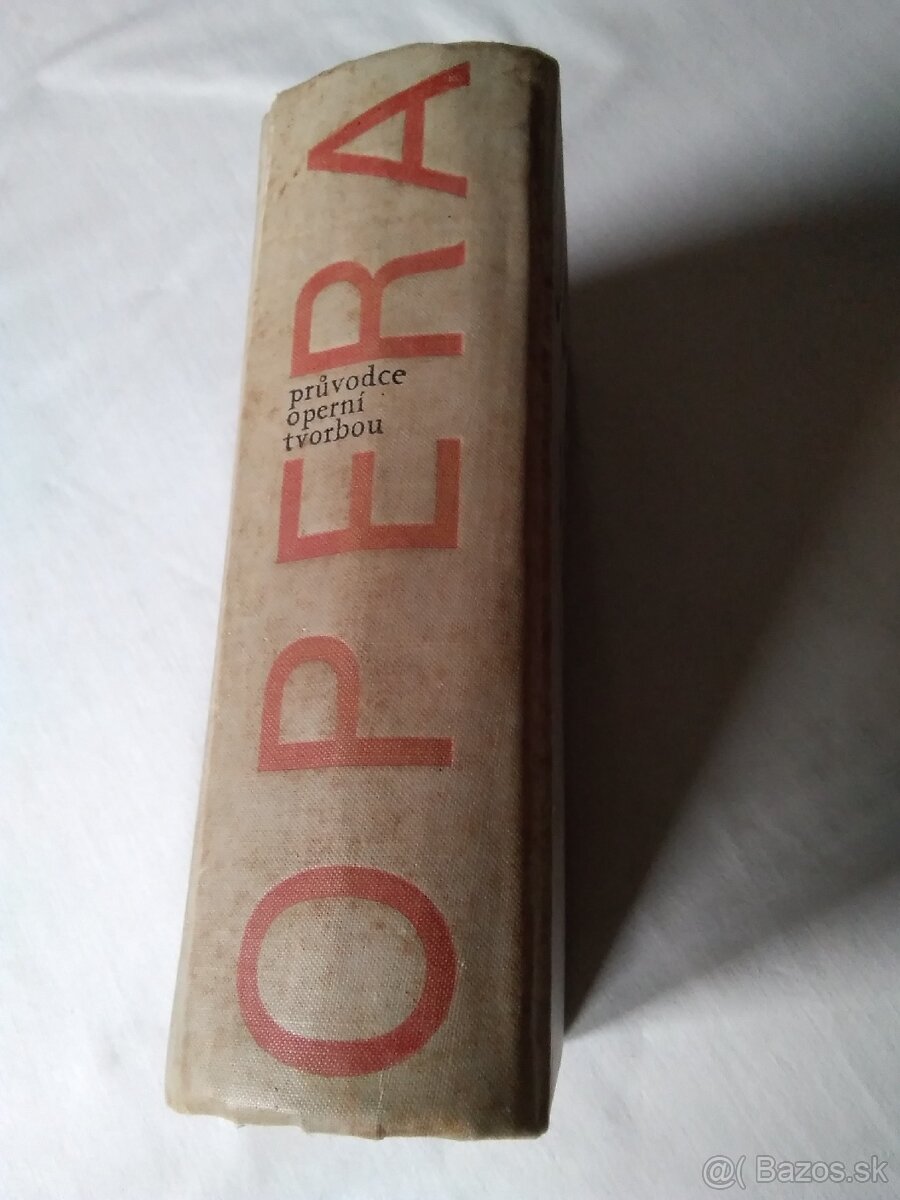 OPERA
průvodce
operní
tvorbou
@( Bazos.sk